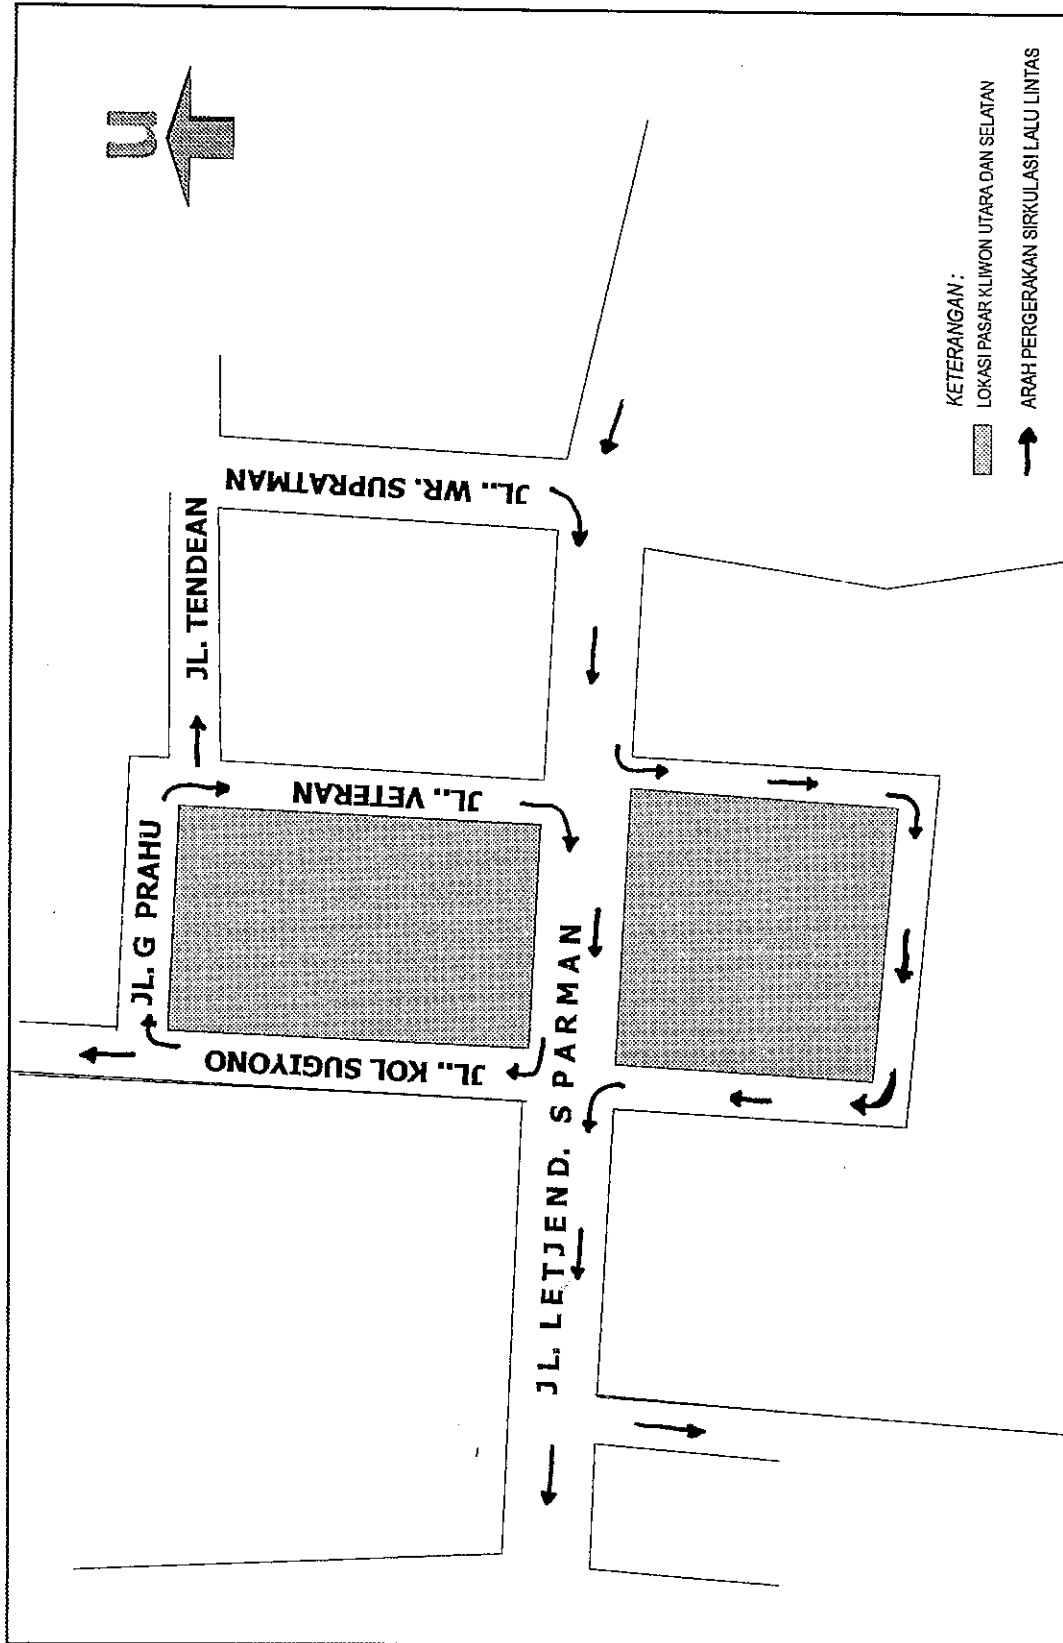 U
JL. TENDEAN
JL. G PRAHU
JL.. WR. SUPRATMAN
JL.. VETERAN
JL.. KOL SUGIYONO
JL. LETJEND. S PARMAN
KETERANGAN :
LOKASI PASAR KLIWON UTARA DAN SELATAN
ARAH PERGERAKAN SIRKULASI LALU LINTAS